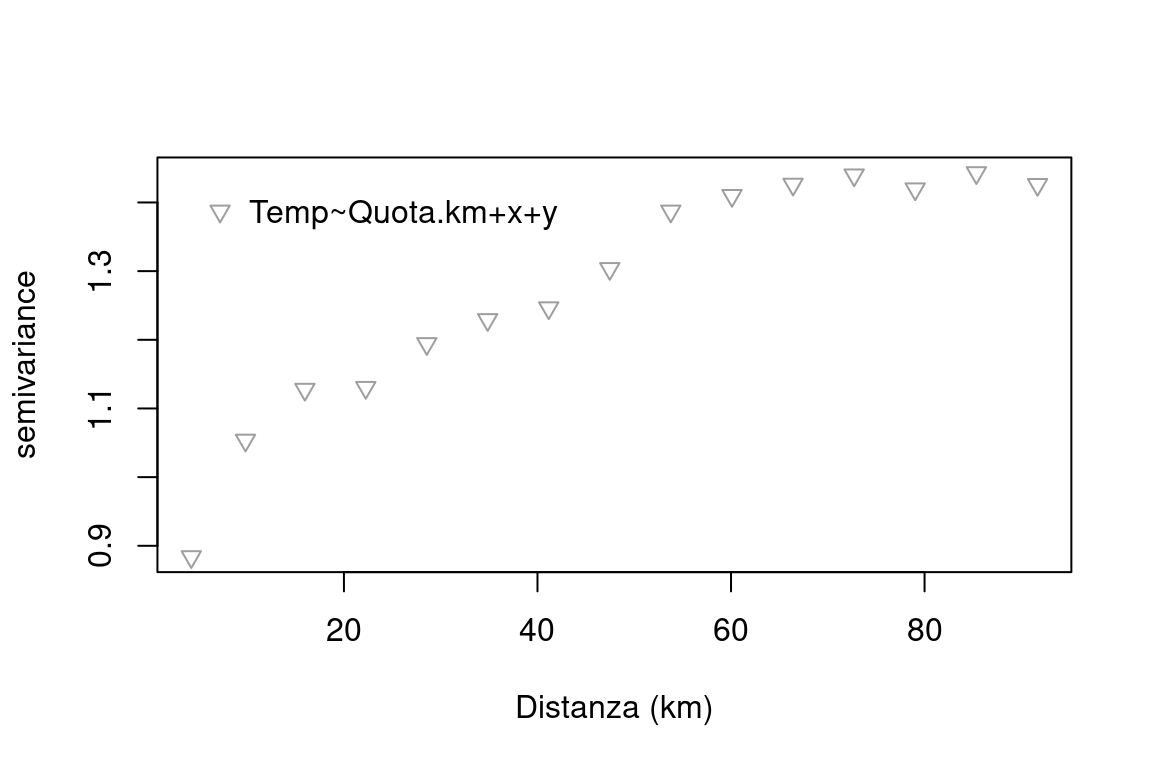 Temp~Quota.km+x+y
semivariance
1.3
1.1
0.9
20 40 60 80
Distanza (km)